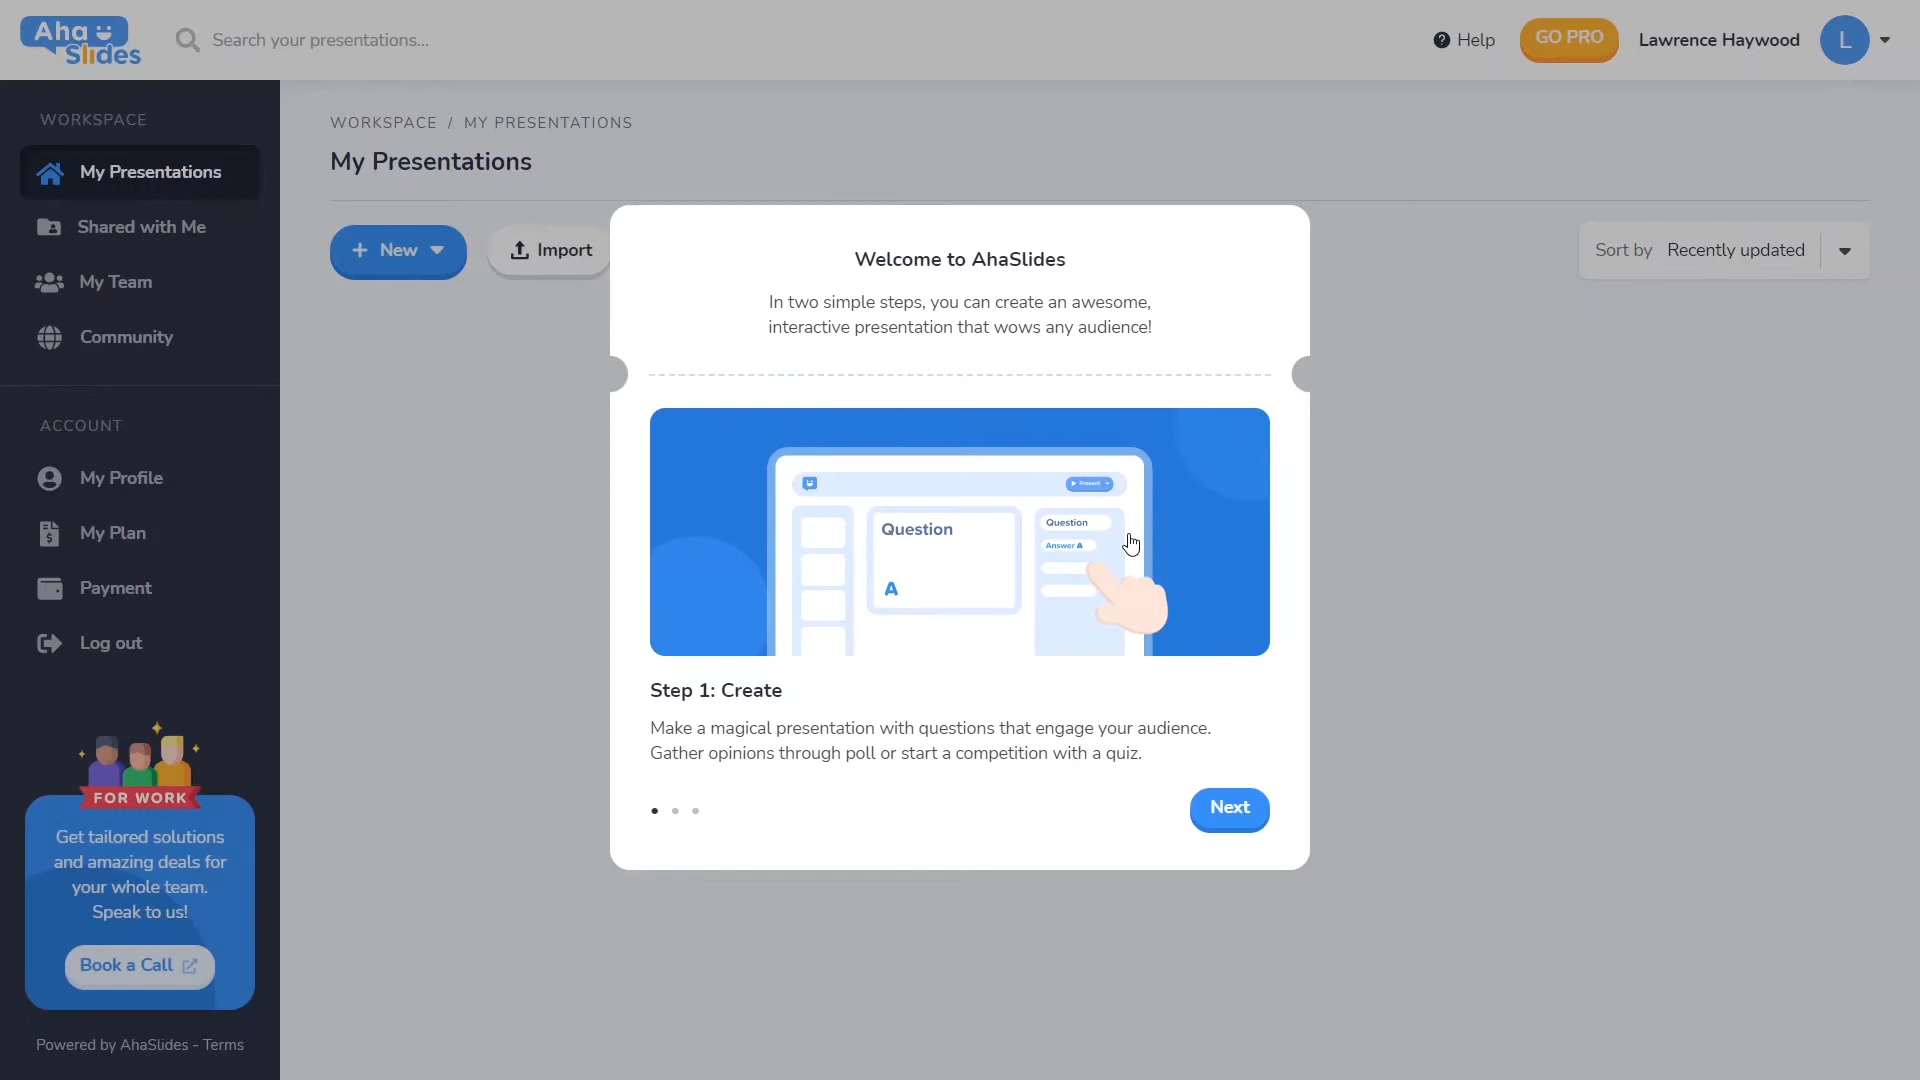 Aha
Slides
Search your presentations...
Help
GO PRO
Lawrence Haywood
L
WORKSPACE
My Presentations
Shared with Me
My Team
Community
ACCOUNT
My Profile
My Plan
Payment
Log out
FOR WORK
Get tailored solutions
and amazing deals for
your whole team.
Speak to us!
Book a Call
Powered by AhaSlides - Terms
WORKSPACE / MY PRESENTATIONS
My Presentations
+ New
Import
Sort by Recently updated
Welcome to AhaSlides
In two simple steps, you can create an awesome,
interactive presentation that wows any audience!
Present
Question
A
Question
Answer A
Step 1: Create
Make a magical presentation with questions that engage your audience.
Gather opinions through poll or start a competition with a quiz.
Next